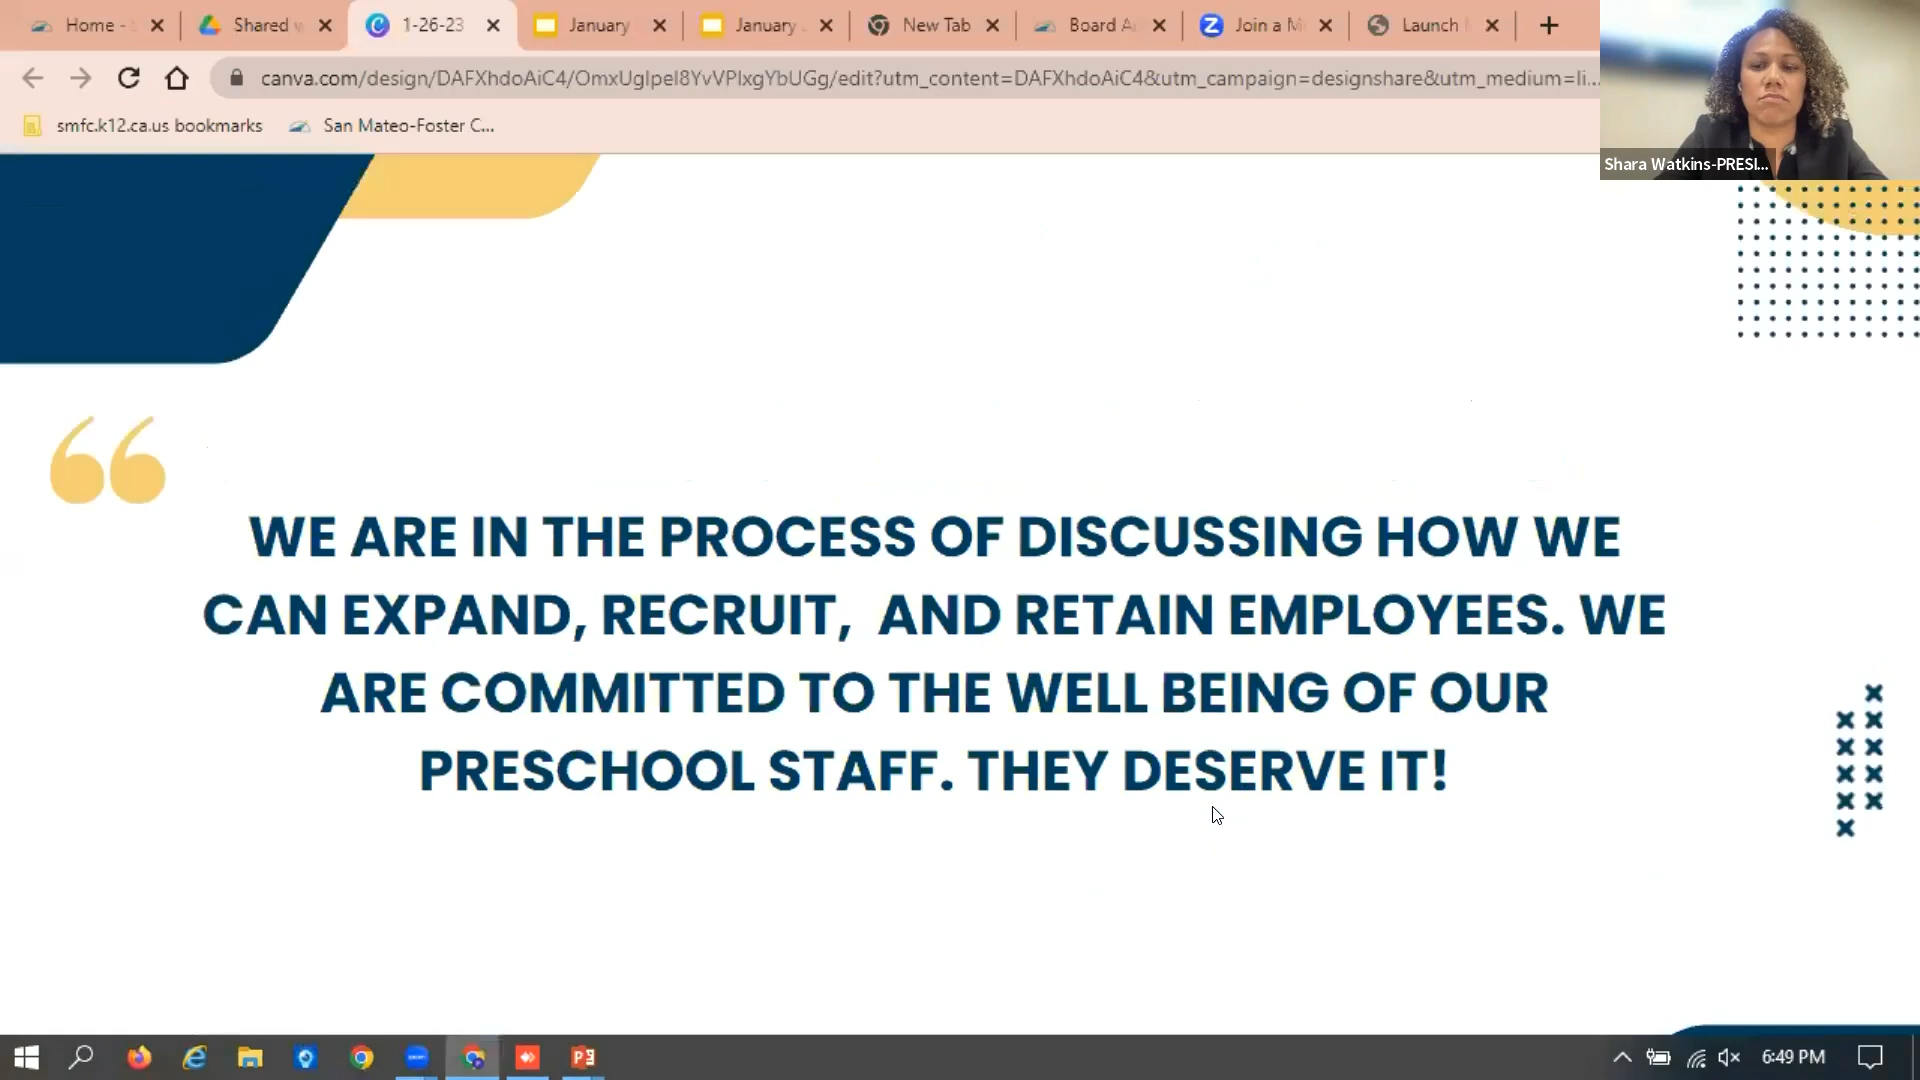 Home -
Shared
1-26-23
January
January
New Tab
Board A
Join a M
Launch
canva.com/design/DAFXhdoAiC4/OmxUgIpeI8YvVPIxgYbUGg/edit?utm_content=DAFXhdoAiC4&utm_campaign=designshare&utm_medium=li...
smfc.k12.ca.us bookmarks
San Mateo-Foster C...
Shara Watkins-PRESI...
WE ARE IN THE PROCESS OF DISCUSSING HOW WE
CAN EXPAND, RECRUIT, AND RETAIN EMPLOYEES. WE
ARE COMMITTED TO THE WELL BEING OF OUR
PRESCHOOL STAFF. THEY DESERVE IT!
6:49 PM